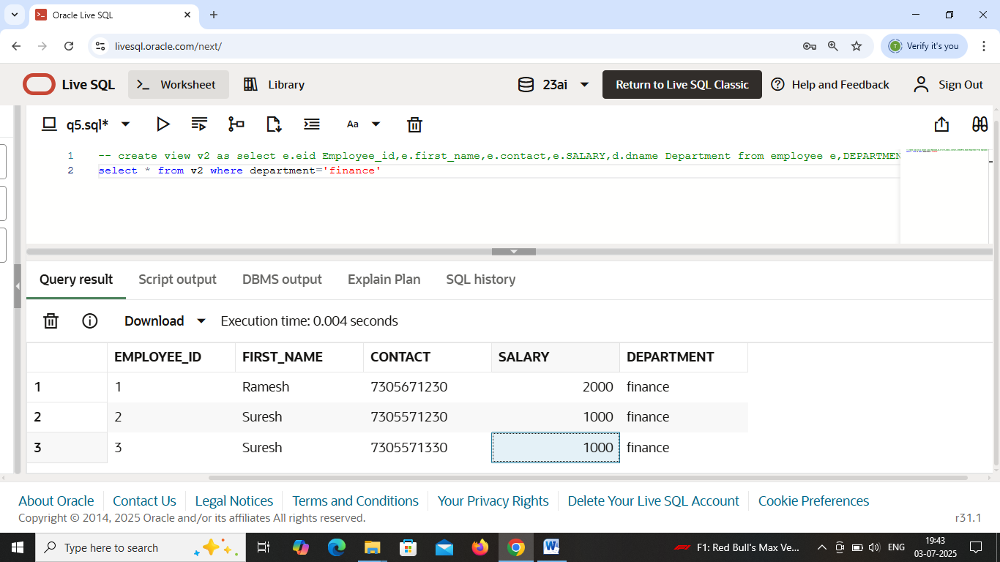 Oracle Live SQL
livesql.oracle.com/next/
Verify it's you
Live SQL
Worksheet
Library
23ai
Return to Live SQL Classic
Help and Feedback
Sign Out
q5.sql*
Aa
1 -- create view v2 as select e.eid Employee_id,e.first_name,e.contact,e.SALARY,d.dname Department from employee e,DEPARTMEN
2 select * from v2 where department='finance'
Query result Script output DBMS output Explain Plan SQL history
Download Execution time: 0.004 seconds
EMPLOYEE_ID FIRST_NAME CONTACT SALARY DEPARTMENT
1 1 Ramesh 7305671230 2000 finance
2 2 Suresh 7305571230 1000 finance
3 3 Suresh 7305571330 1000 finance
About Oracle Contact Us Legal Notices Terms and Conditions Your Privacy Rights Delete Your Live SQL Account Cookie Preferences
Copyright © 2014, 2025 Oracle and/or its affiliates All rights reserved. r31.1
Type here to search
F1: Red Bull's Max Ve...
ENG
19:43
03-07-2025